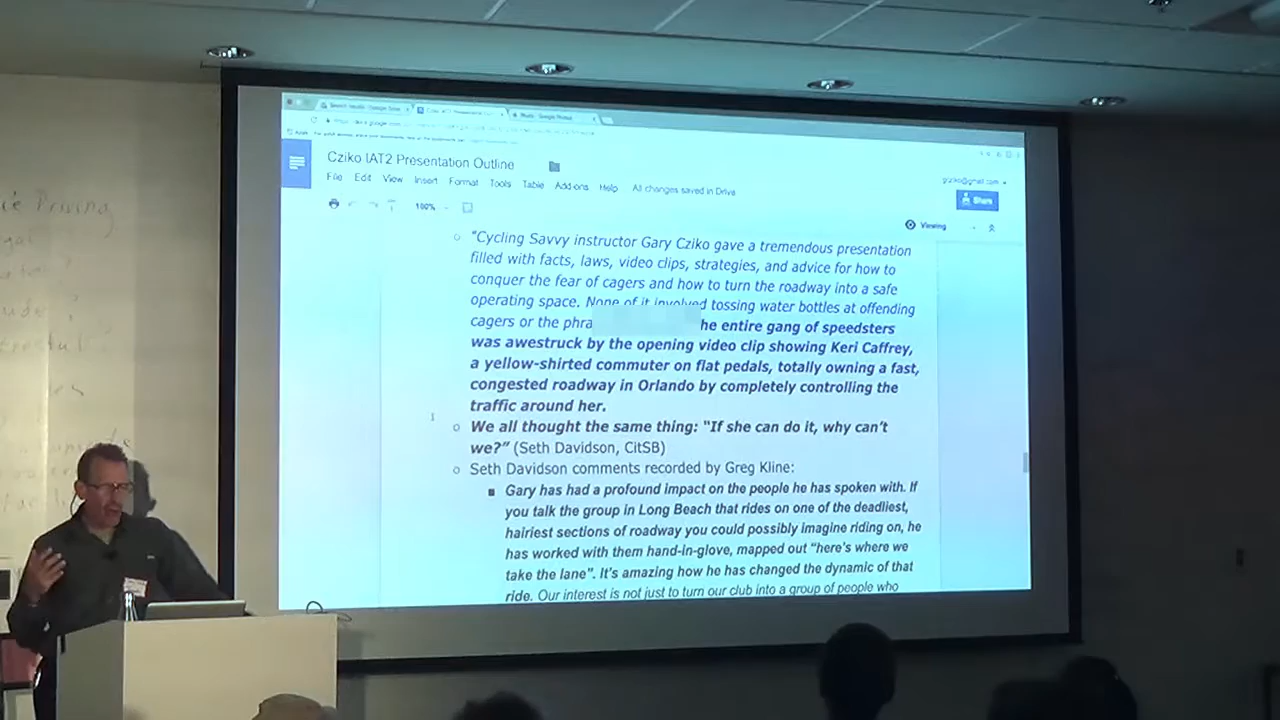 Cziko IAT2 Presentation Outline
File Edit View Insert Format Tools Table Add-ons Help All changes saved in Drive
Share
100%
Viewing
"Cycling Savvy instructor Gary Cziko gave a tremendous presentation
filled with facts, laws, video clips, strategies, and advice for how to
conquer the fear of cagers and how to turn the roadway into a safe
operating space. None of it involved tossing water bottles at offending
cagers or the phra he entire gang of speedsters
was awestruck by the opening video clip showing Keri Caffrey,
a yellow-shirted commuter on flat pedals, totally owning a fast,
congested roadway in Orlando by completely controlling the
traffic around her.
We all thought the same thing: "If she can do it, why can't
we?" (Seth Davidson, CitSB)
Seth Davidson comments recorded by Greg Kline:
Gary has had a profound impact on the people he has spoken with. If
you talk the group in Long Beach that rides on one of the deadliest,
hairiest sections of roadway you could possibly imagine riding on, he
has worked with them hand-in-glove, mapped out "here's where we
take the lane". It's amazing how he has changed the dynamic of that
ride. Our interest is not just to turn our club into a group of people who